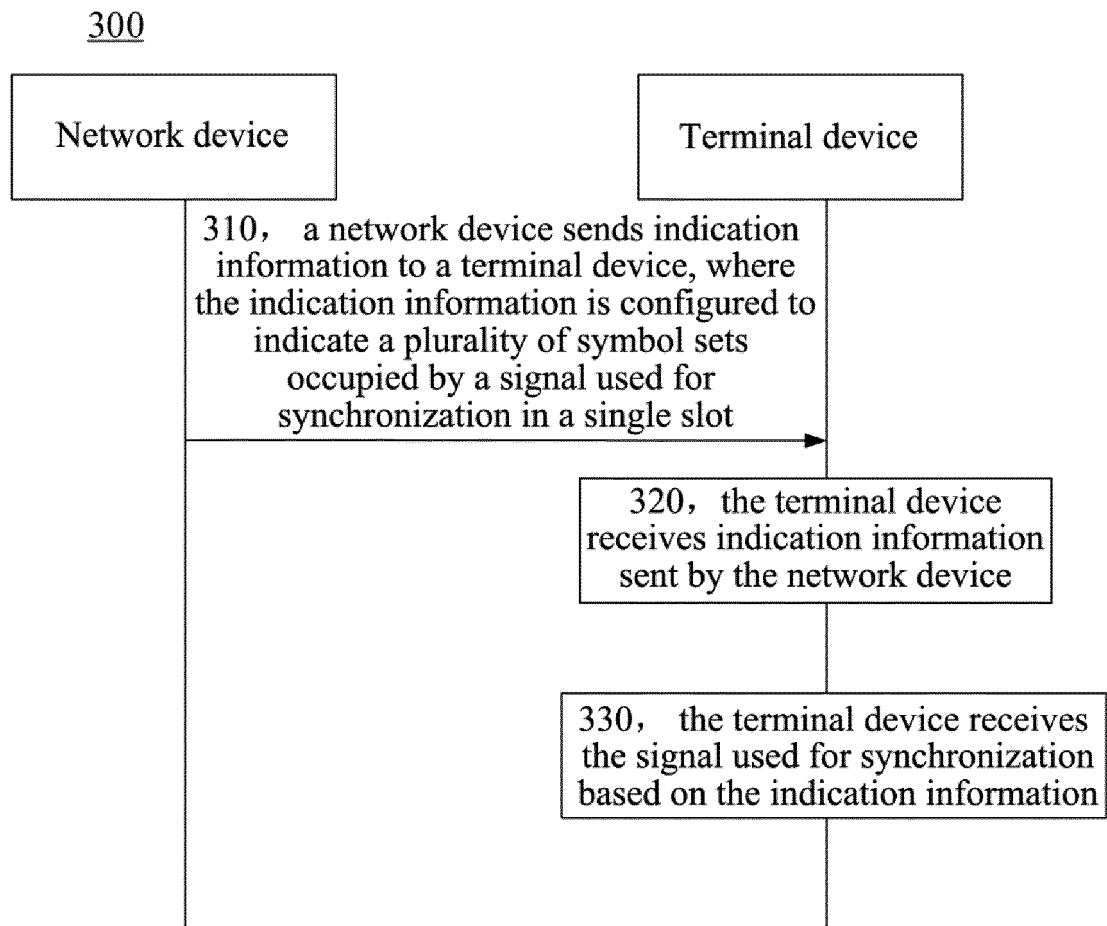 300
Network device
Terminal device
310， a network device sends indication
information to a terminal device, where
the indication information is configured to
indicate a plurality of symbol sets
occupied by a signal used for
synchronization in a single slot
320， the terminal device
receives indication information
sent by the network device
330， the terminal device receives
the signal used for synchronization
based on the indication information